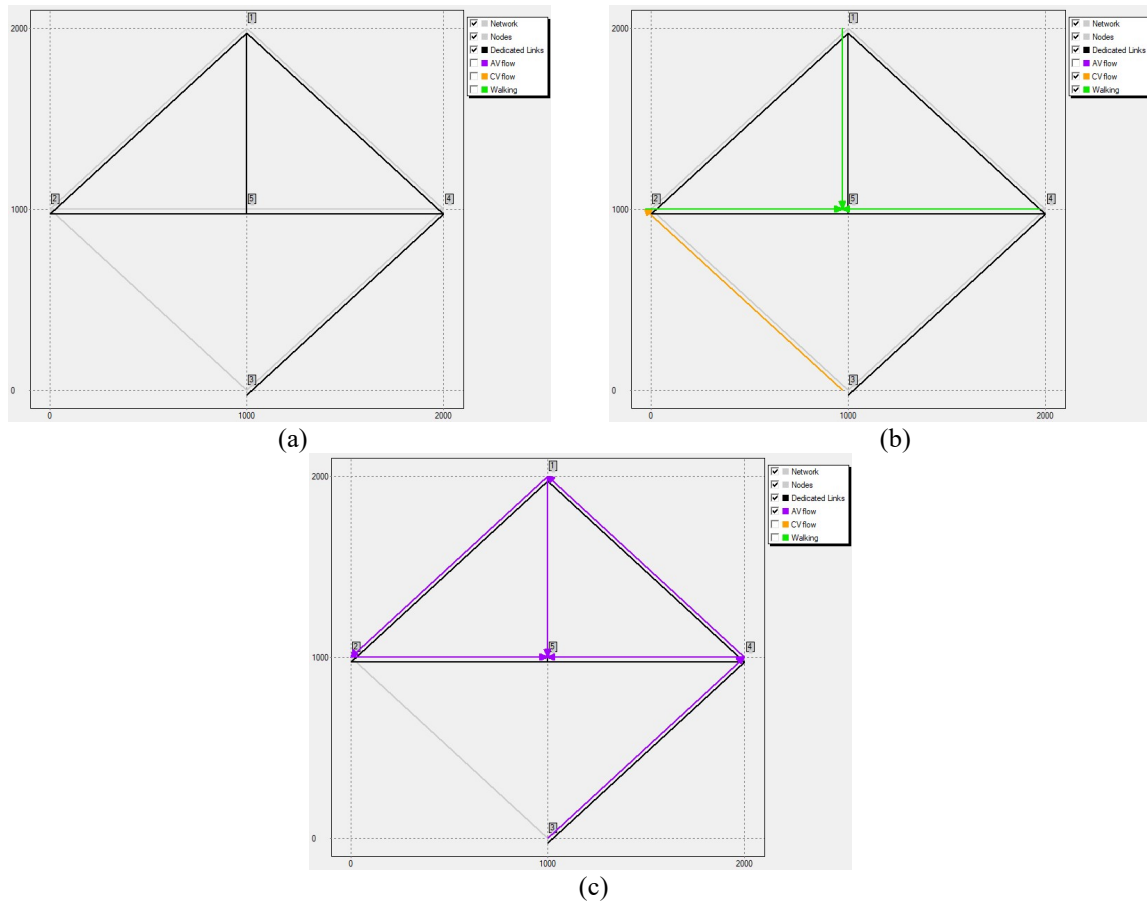 2000
1000
0
0
1000
2000
1
2
5
4
3
Network
Nodes
Dedicated Links
AV flow
CV flow
Walking
(a)
2000
1000
0
0
1000
2000
1
2
5
4
3
Network
Nodes
Dedicated Links
AV flow
CV flow
Walking
(b)
2000
1000
0
0
1000
2000
1
2
5
4
3
Network
Nodes
Dedicated Links
AV flow
CV flow
Walking
(c)